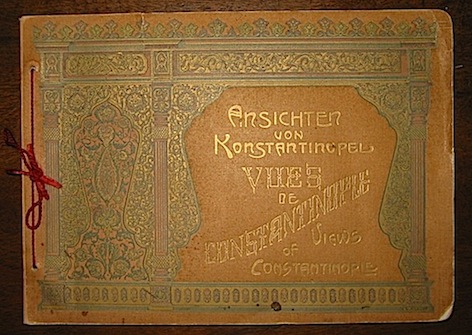 Ansichten
von
Konstantinopel
VUES
DE
CONSTANTINOPLE
Views
of
Constantinople